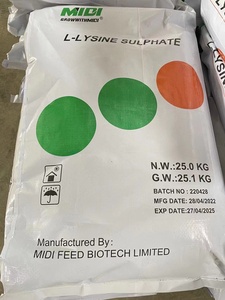 MIDI
GROWWITHMIDI
L-LYSINE SULPHATE
N.W.:25.0 KG
G.W.:25.1 KG
BATCH NO : 220428
MFG DATE: 28/04/2022
EXP DATE:27/04/2025
Manufactured By:
MIDI FEED BIOTECH LIMITED